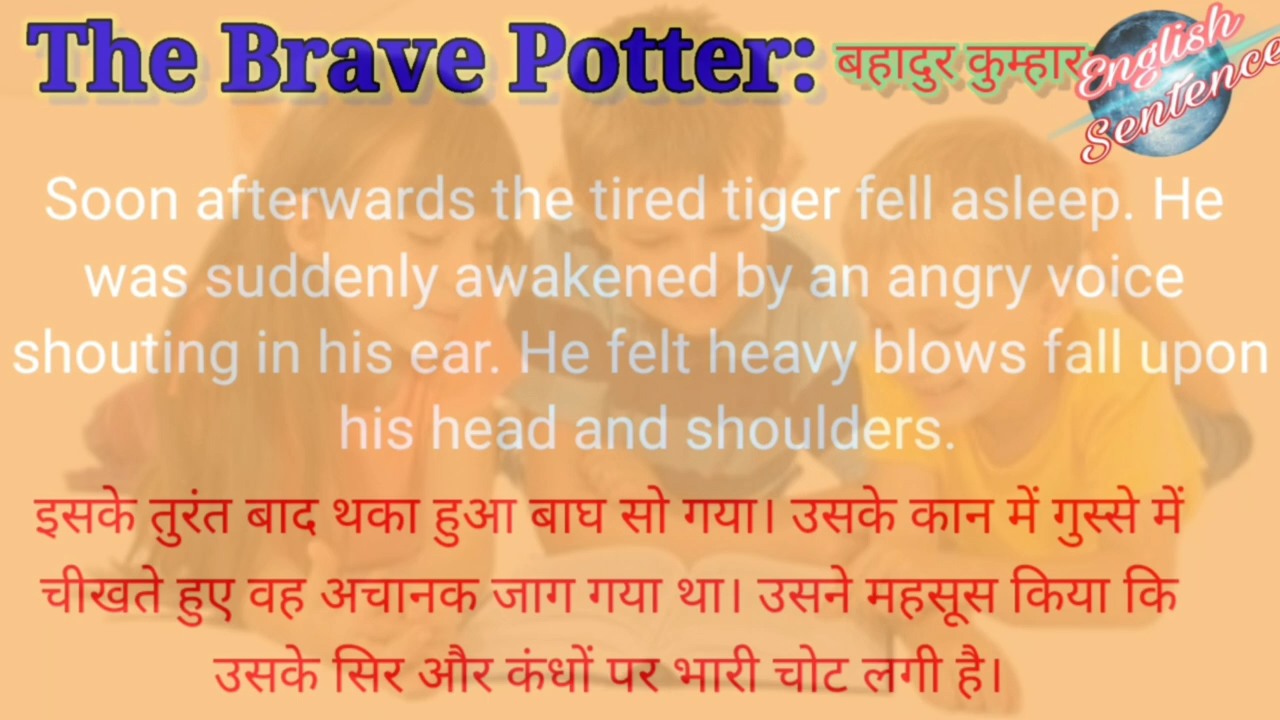 The Brave Potter: बहादुर कुम्हार
English
Sentence
Soon afterwards the tired tiger fell asleep. He
was suddenly awakened by an angry voice
shouting in his ear. He felt heavy blows fall upon
his head and shoulders.
इसके तुरंत बाद थका हुआ बाघ सो गया। उसके कान में गुस्से में
चीखते हुए वह अचानक जाग गया था। उसने महसूस किया कि
उसके सिर और कंधों पर भारी चोट लगी है।